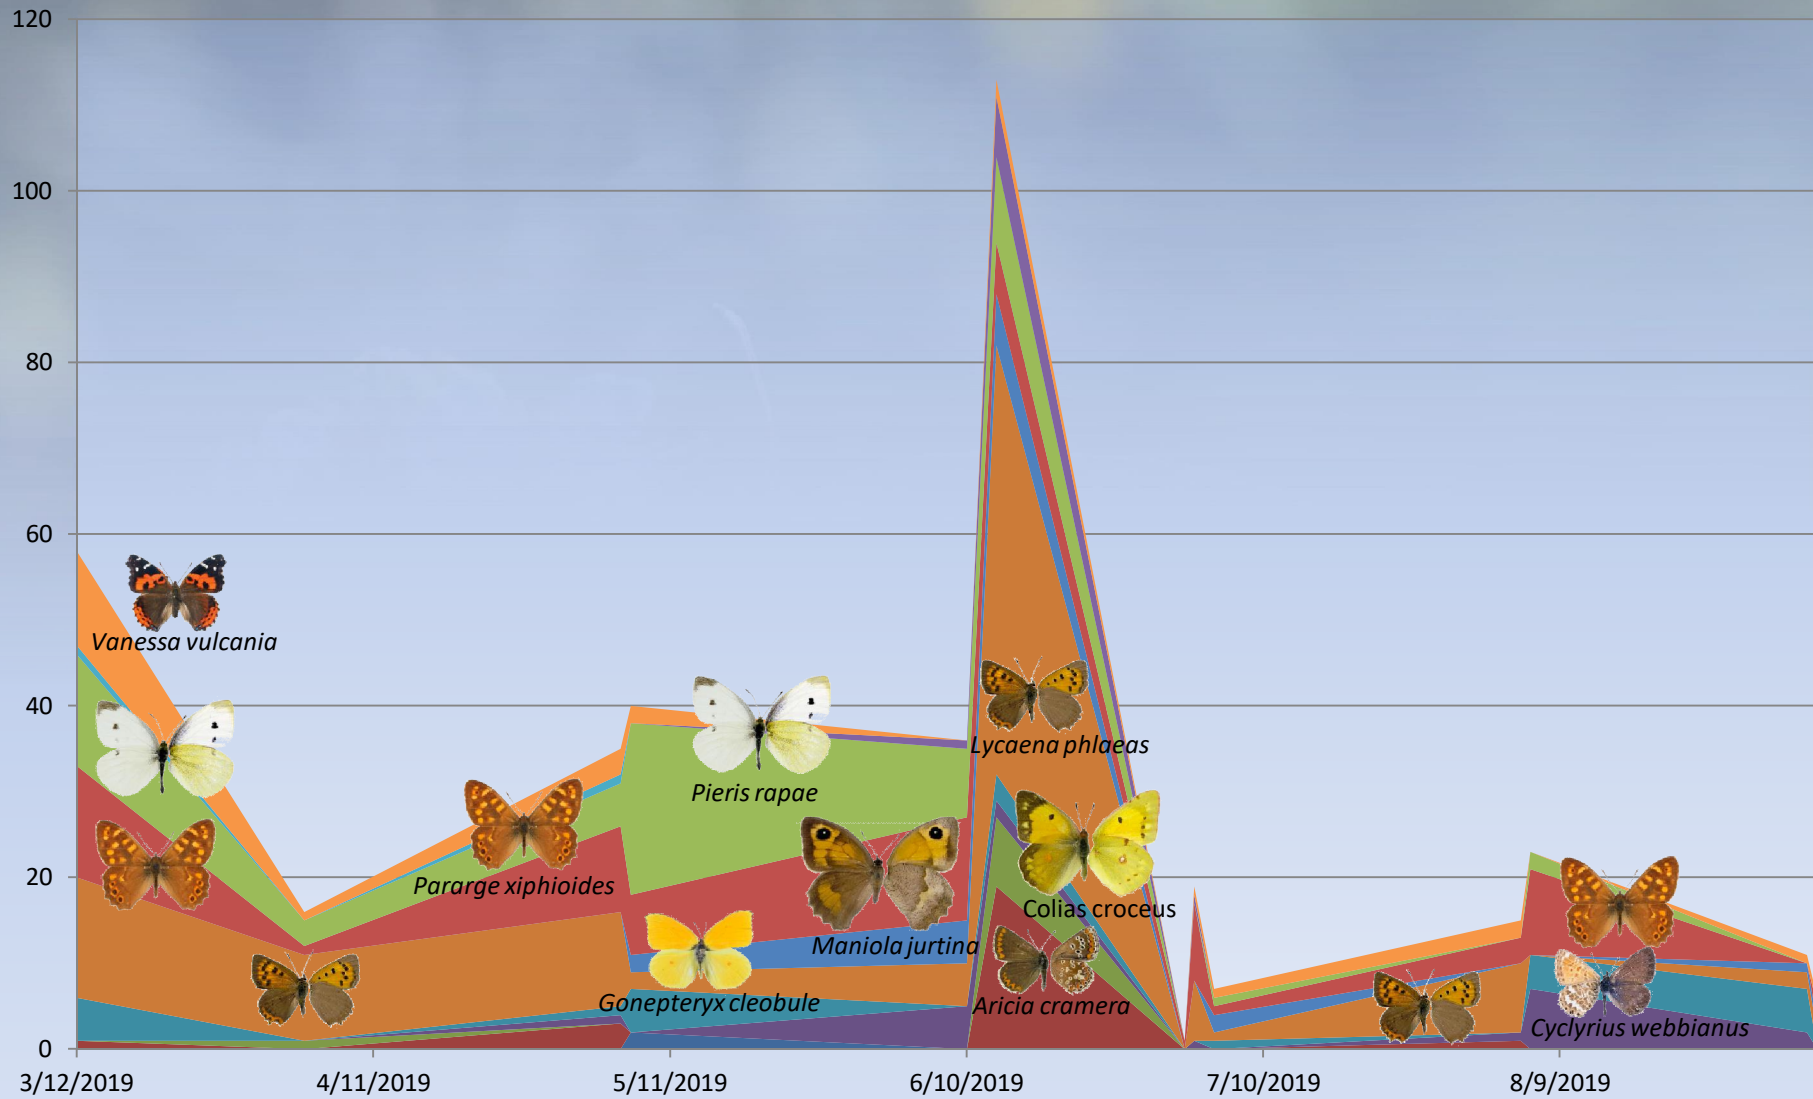 120
100
80
60
40
20
0
Vanessa vulcania
Lycaena phlaeas
Pieris rapae
Pararge xiphioides
Colias croceus
Maniola jurtina
Gonepteryx cleobule
Aricia cramera
Cyclyrius webbianus
3/12/2019
4/11/2019
5/11/2019
6/10/2019
7/10/2019
8/9/2019